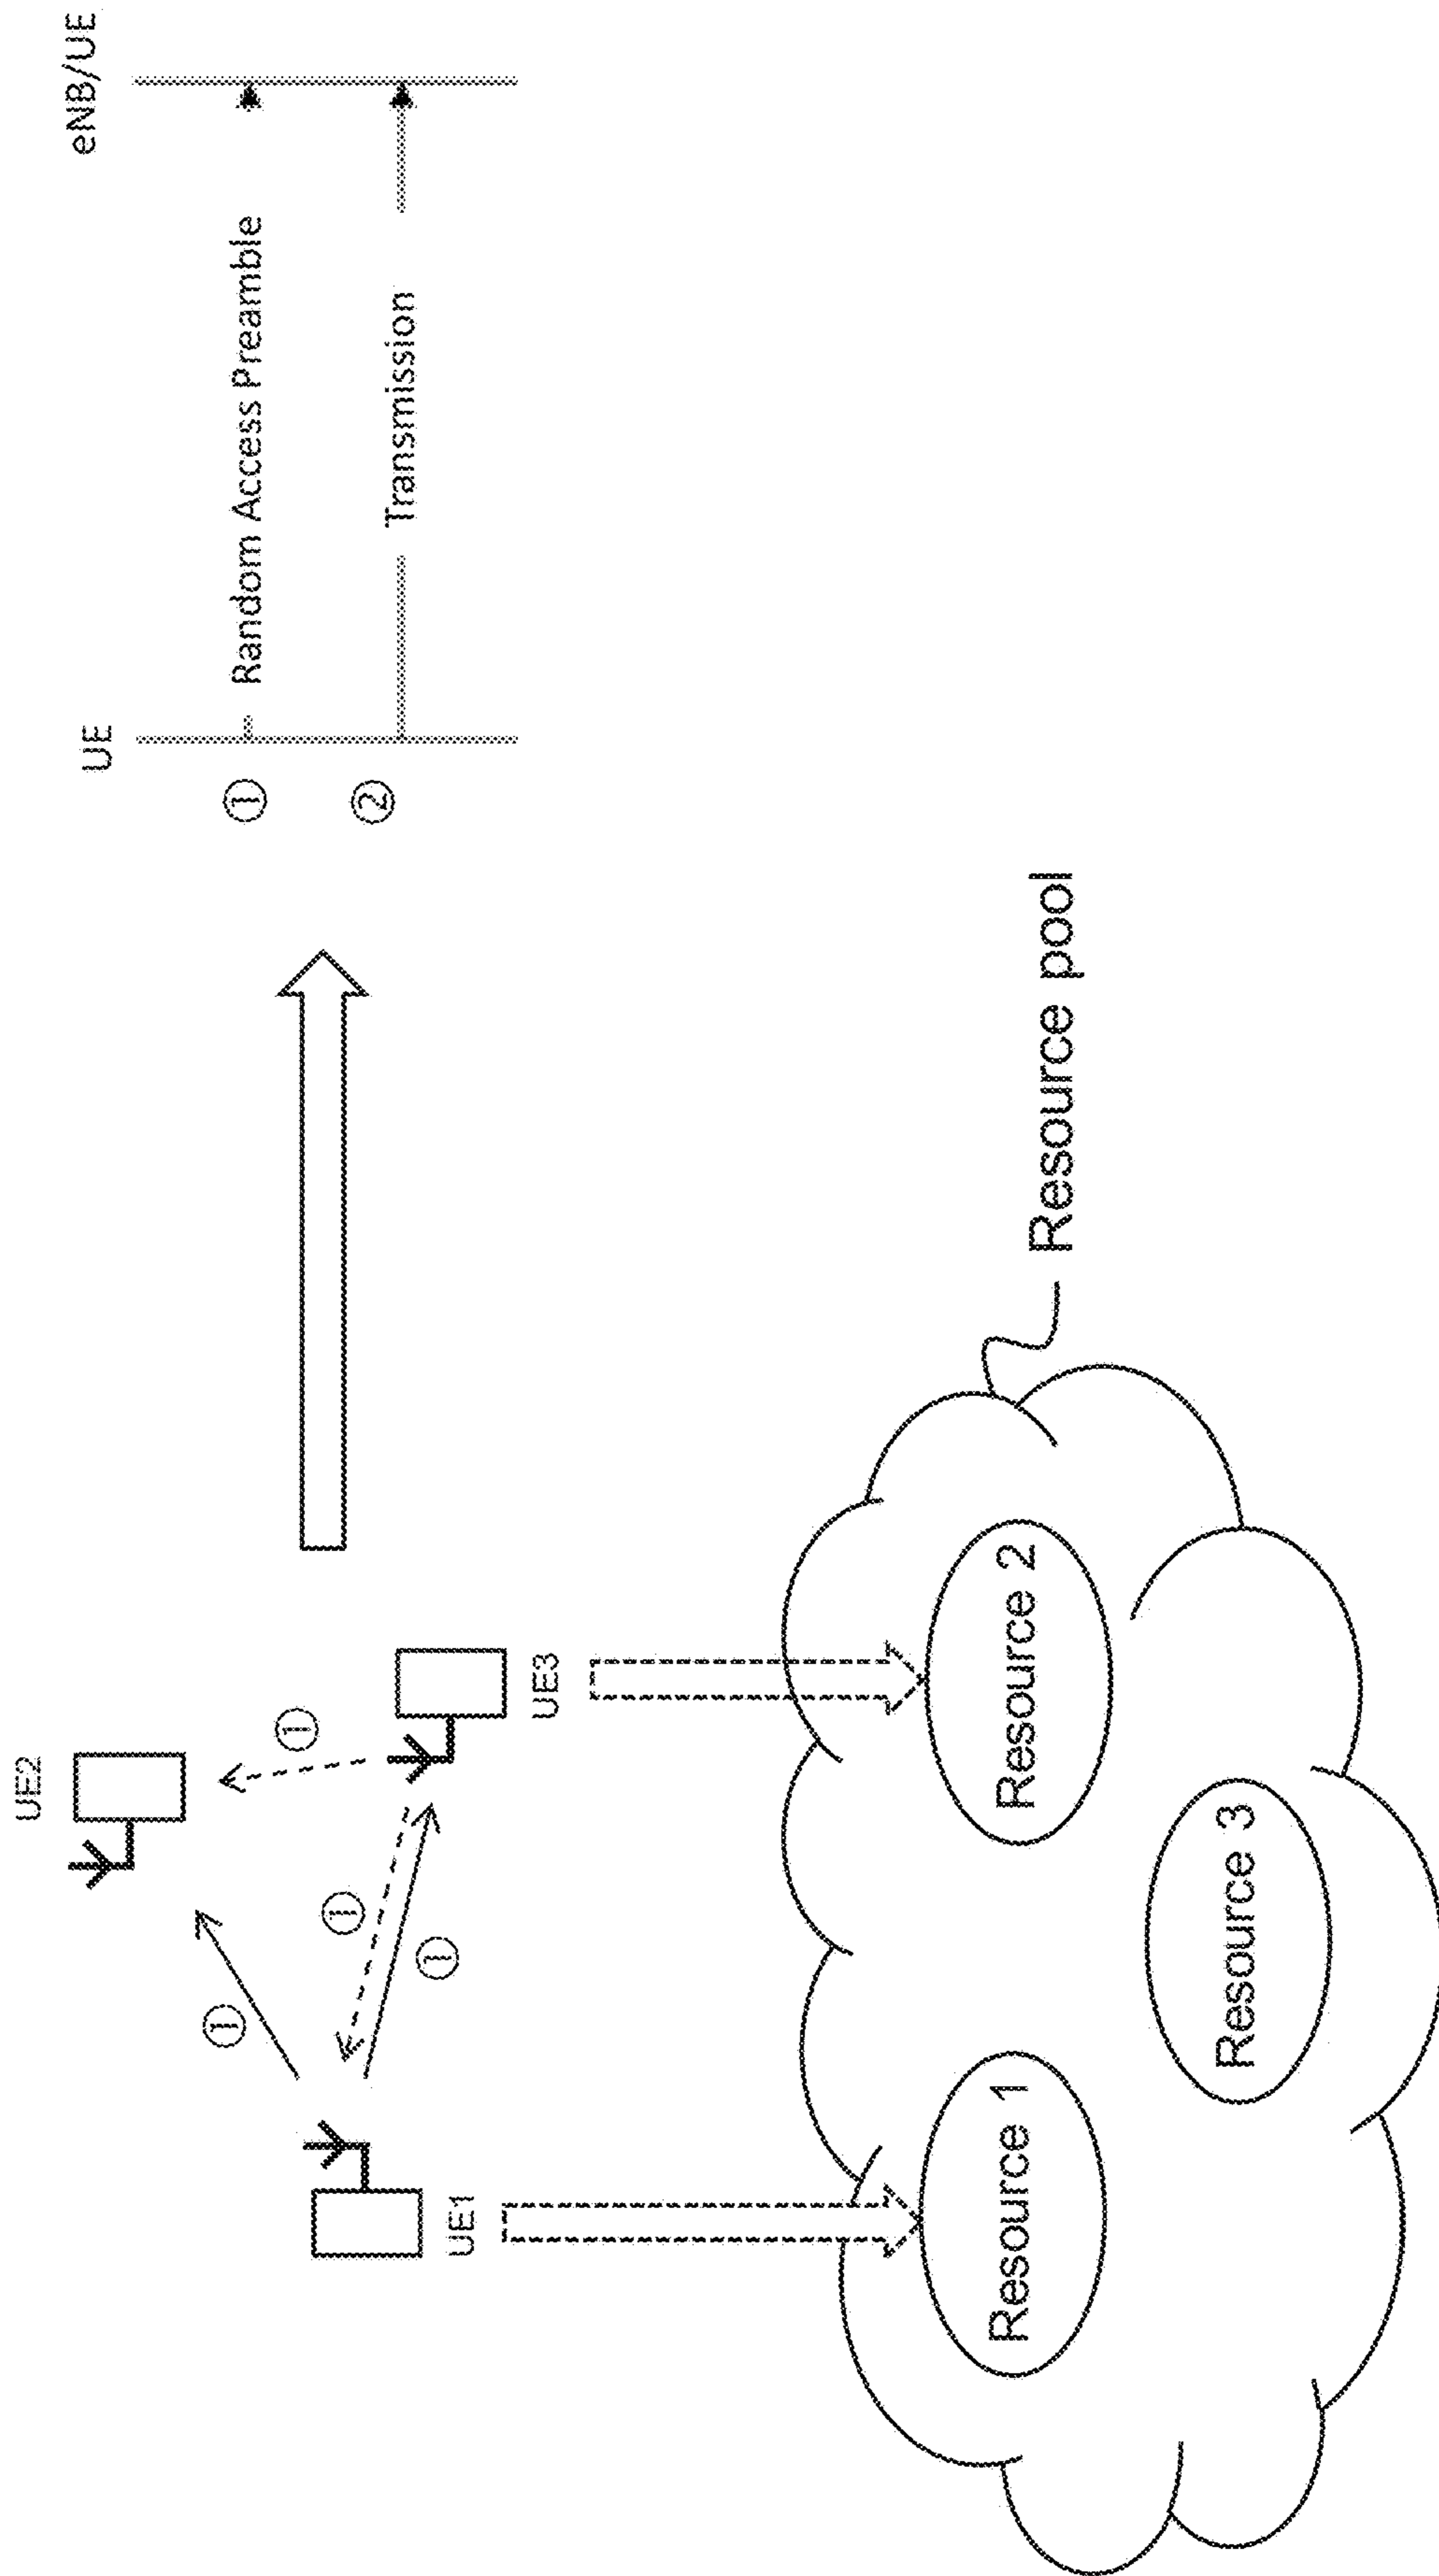 UE2
①
①
①
①
UE1
UE3
UE
eNB/UE
① Random Access Preamble
② Transmission
Resource pool
Resource 1
Resource 2
Resource 3